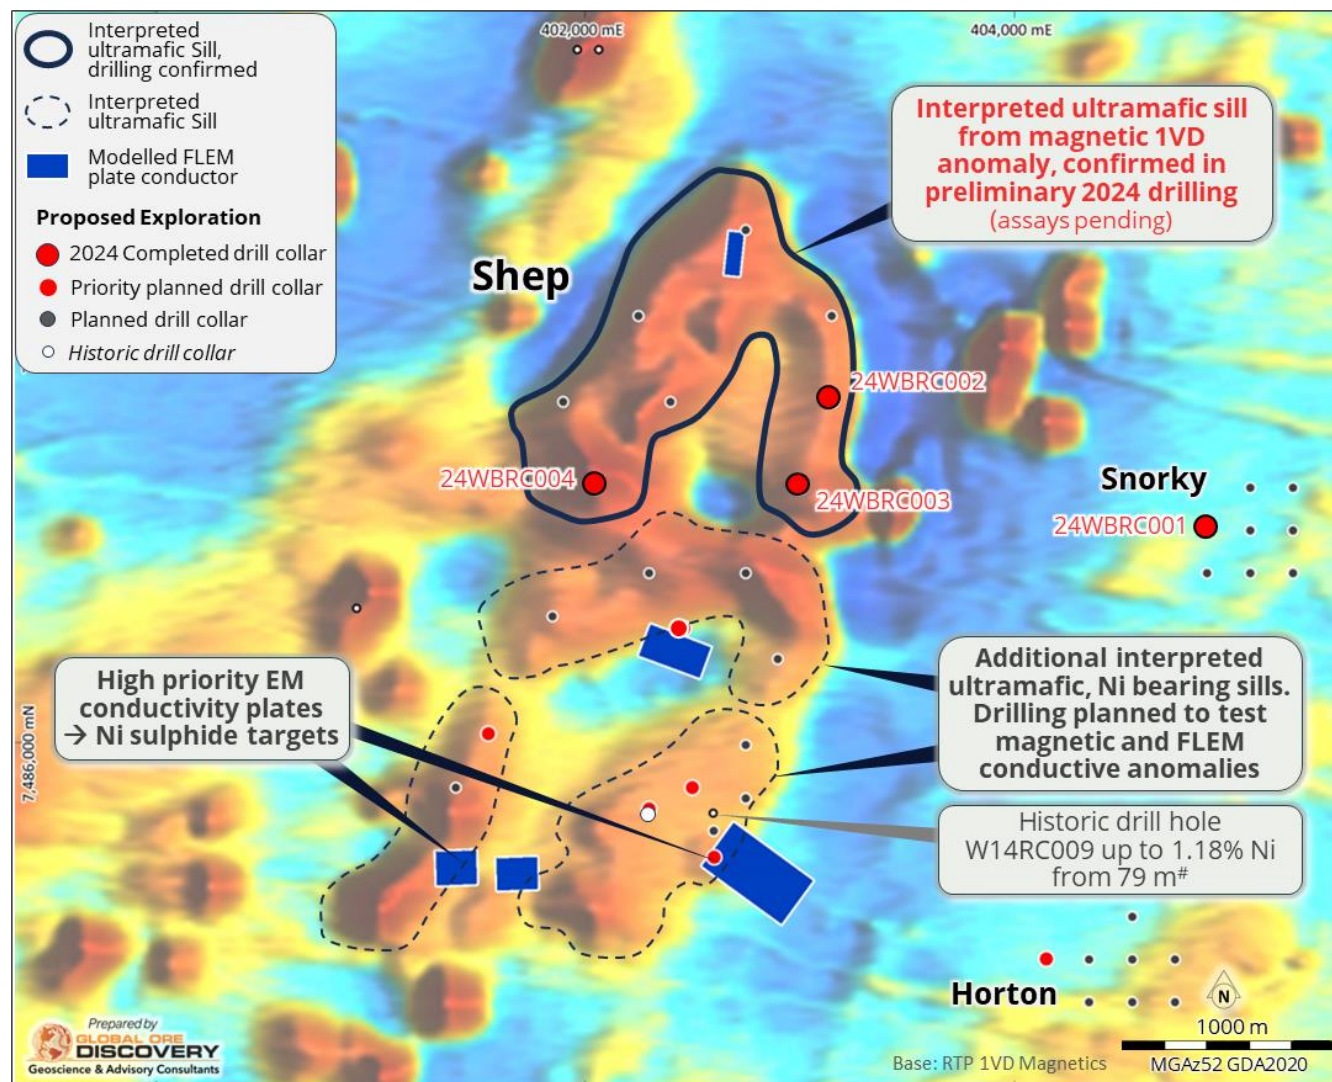 Interpreted
ultramafic Sill,
drilling confirmed
Interpreted
ultramafic Sill
Modelled FLEM
plate conductor
Proposed Exploration
2024 Completed drill collar
Priority planned drill collar
Planned drill collar
Historic drill collar
402,000 mE
404,000 mE
Interpreted ultramafic sill
from magnetic 1VD
anomaly, confirmed in
preliminary 2024 drilling
(assays pending)
Shep
24WBRC002
24WBRC004
24WBRC003
Snorky
24WBRC001
High priority EM
conductivity plates
→ Ni sulphide targets
Additional interpreted
ultramafic, Ni bearing sills.
Drilling planned to test
magnetic and FLEM
conductive anomalies
7,486,000 mN
Historic drill hole
W14RC009 up to 1.18% Ni
from 79 m#
Horton
N
1000 m
Base: RTP 1VD Magnetics
MGAz52 GDA2020
Prepared by
GLOBAL ORE
DISCOVERY
Geoscience & Advisory Consultants